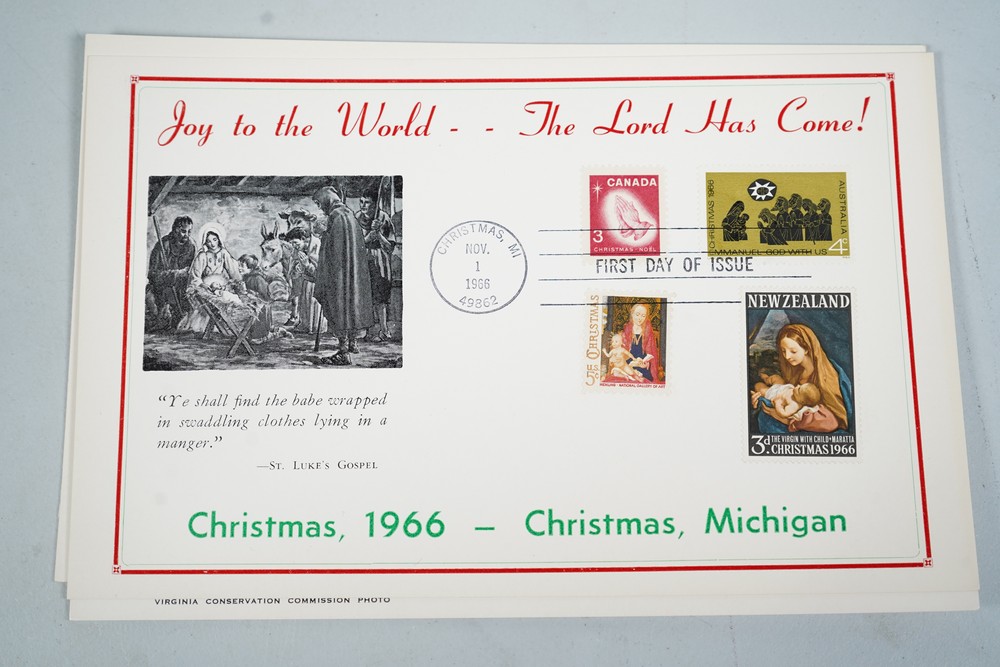 Joy to the World - - The Lord Has Come!
CHRISTMAS, MI
NOV.
1
1966
49862
FIRST DAY OF ISSUE
CANADA
3
CHRISTMAS-NOËL
CHRISTMAS 1966
AUSTRALIA
4c
MMANUEL GOD WITH US
CHRISTMAS
5c U.S.
MEMLING: NATIONAL GALLERY OF ART
NEW ZEALAND
3d. THE VIRGIN WITH CHILD•MARATTA
CHRISTMAS 1966
“Ye shall find the babe wrapped
in swaddling clothes lying in a
manger.”
—St. Luke's Gospel
Christmas, 1966 — Christmas, Michigan
VIRGINIA CONSERVATION COMMISSION PHOTO